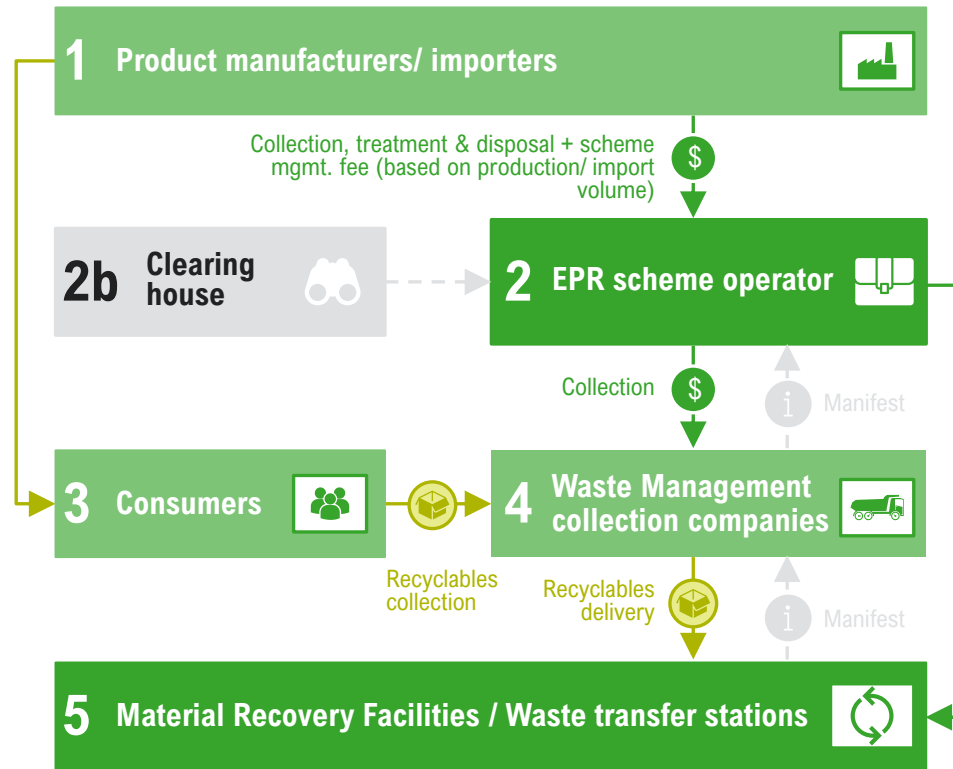 1 Product manufacturers/ importers
Collection, treatment & disposal + scheme
mgmt. fee (based on production/ import
volume)
$
2b Clearing
house
2 EPR scheme operator
Collection
$
i Manifest
3 Consumers
4 Waste Management
collection companies
Recyclables
collection
Recyclables
delivery
i Manifest
5 Material Recovery Facilities / Waste transfer stations